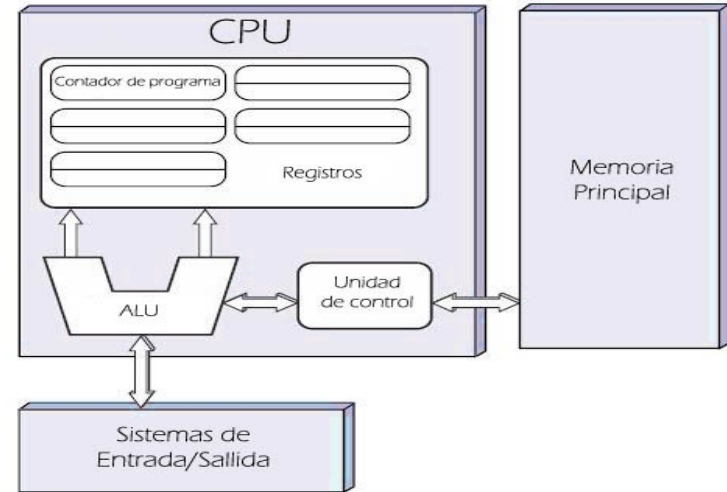 CPU
Contador de programa
Registros
Memoria
Principal
ALU
Unidad
de control
Sistemas de
Entrada/Sallida